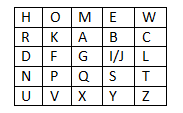 H O M E W
R K A B C
D F G I/J L
N P Q S T
U V X Y Z